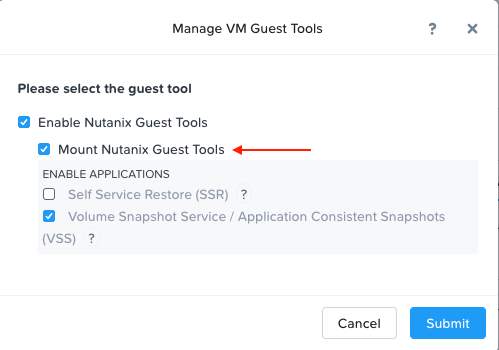 Manage VM Guest Tools
?
Please select the guest tool
Enable Nutanix Guest Tools
Mount Nutanix Guest Tools
ENABLE APPLICATIONS
Self Service Restore (SSR) ?
Volume Snapshot Service / Application Consistent Snapshots
(VSS) ?
Cancel
Submit